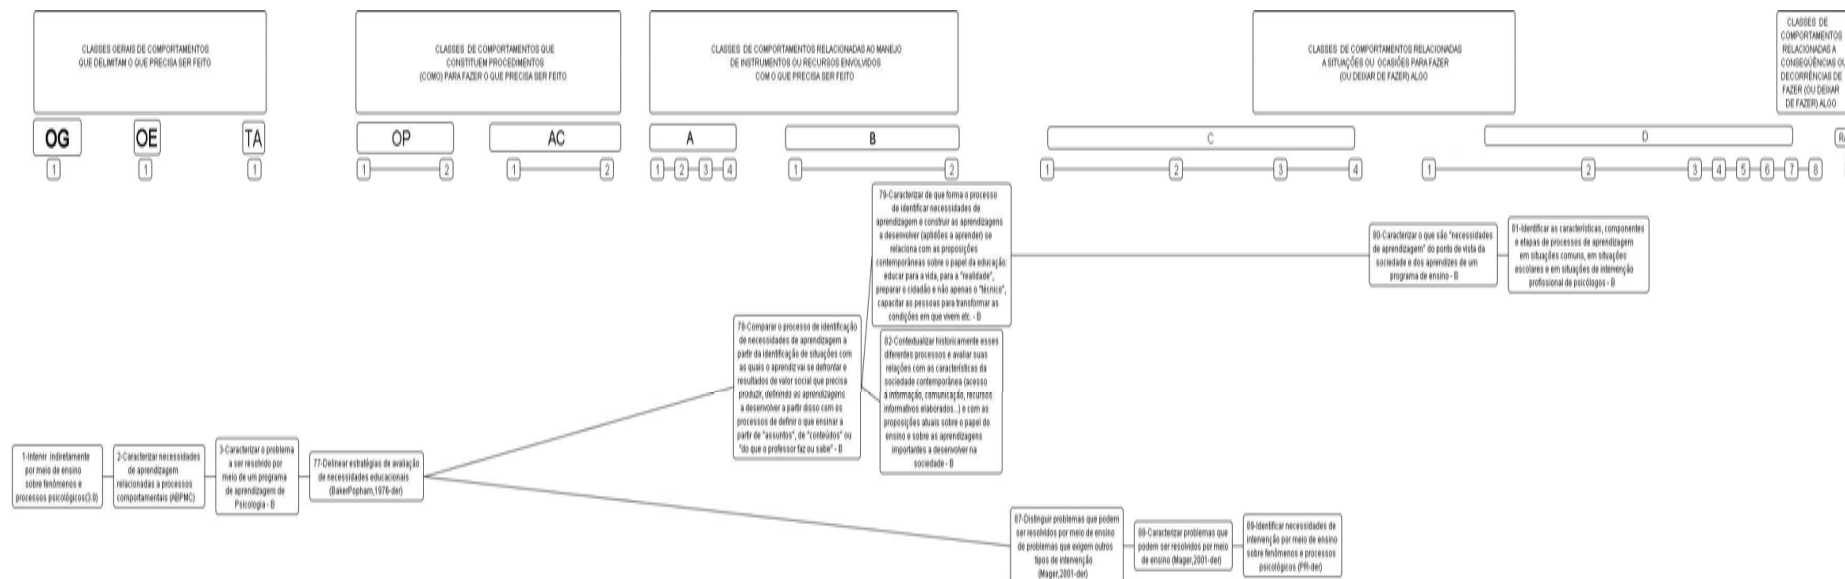 CLASSES GERAIS DE COMPORTAMENTOS
QUE DELIMITAM O QUE PRECISA SER FEITO
CLASSES DE COMPORTAMENTOS QUE
CONSTITUEM PROCEDIMENTOS
(COMO) PARA FAZER O QUE PRECISA SER FEITO
CLASSES DE COMPORTAMENTOS RELACIONADAS AO MANEJO
DE INSTRUMENTOS OU RECURSOS ENVOLVIDOS
COM O QUE PRECISA SER FEITO
CLASSES DE COMPORTAMENTOS RELACIONADAS
A SITUAÇÕES OU OCASIÕES PARA FAZER
(OU DEIXAR DE FAZER) ALGO
CLASSES DE
COMPORTAMENTOS
RELACIONADAS A
CONSEQÜÊNCIAS OU
DECORRÊNCIAS DE
FAZER (OU DEIXAR
DE FAZER) ALGO
OG OE TA OP AC A B C D
1 1 1 1 2 1 2 1 2 3 4 1 2 1 2 3 4 1 2 3 4 5 6 7 8
79-Caracterizar de que forma o processo
de identificar necessidades de
aprendizagem e construir as aprendizagens
a desenvolver (aptidões a aprender) se
relaciona com as proposições
contemporâneas sobre o papel da educação:
educar para a vida, para a "realidade",
preparar o cidadão e não apenas o "técnico",
capacitar as pessoas para transformar as
condições em que vivem etc. - B
80-Caracterizar o que são "necessidades
de aprendizagem" do ponto de vista da
sociedade e dos aprendizes de um
programa de ensino - B
81-Identificar as características, componentes
e etapas de processos de aprendizagem
em situações comuns, em situações
escolares e em situações de intervenção
profissional de psicólogos - B
78-Comparar o processo de identificação
de necessidades de aprendizagem a
partir da identificação de situações com
as quais o aprendiz vai se defrontar e
resultados de valor social que precisa
produzir, definindo as aprendizagens
a desenvolver a partir disso com os
processos de definir o que ensinar a
partir de "assuntos", de "conteúdos" ou
"do que o professor faz ou sabe" - B
82-Contextualizar historicamente esses
diferentes processos e avaliar suas
relações com as características da
sociedade contemporânea (acesso
à informação, comunicação, recursos
informativos elaborados...) e com as
proposições atuais sobre o papel do
ensino e sobre as aprendizagens
importantes a desenvolver na
sociedade - B
1-Intervir indiretamente
por meio de ensino
sobre fenômenos e
processos psicológicos(3.0)
2-Caracterizar necessidades
de aprendizagem
relacionadas a processos
comportamentais (ABPMC)
3-Caracterizar o problema
a ser resolvido por
meio de um programa
de aprendizagem de
Psicologia - B
77-Delinear estratégias de avaliação
de necessidades educacionais
(BakerPopham,1976-der)
87-Distinguir problemas que podem
ser resolvidos por meio de ensino
de problemas que exigem outros
tipos de intervenção
(Mager,2001-der)
Caracterizar problemas que
podem ser resolvidos por meio
de ensino (Mager,2001-der)
89-Identificar necessidades de
intervenção por meio de ensino
sobre fenômenos e processos
psicológicos (PR-der)